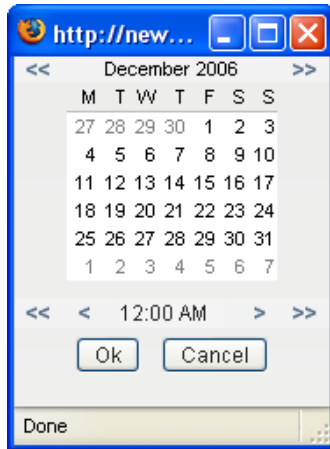 http://new...
<< December 2006 >>
M T W T F S S
27 28 29 30 1 2 3
4 5 6 7 8 9 10
11 12 13 14 15 16 17
18 19 20 21 22 23 24
25 26 27 28 29 30 31
1 2 3 4 5 6 7
<< < 12:00 AM > >>
Ok Cancel
Done